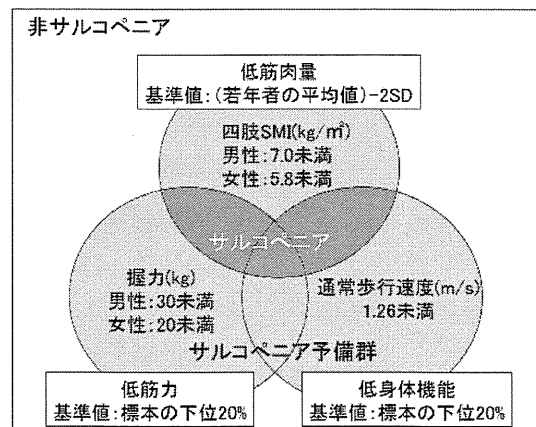 非サルコペニア
低筋肉量
基準値:(若年者の平均値)-2SD
四肢SMI(kg/㎡)
男性:7.0未満
女性:5.8未満
サルコペニア
握力(kg)
男性:30未満
女性:20未満
通常歩行速度(m/s)
1.26未満
サルコペニア予備群
低筋力
基準値:標本の下位20%
低身体機能
基準値:標本の下位20%